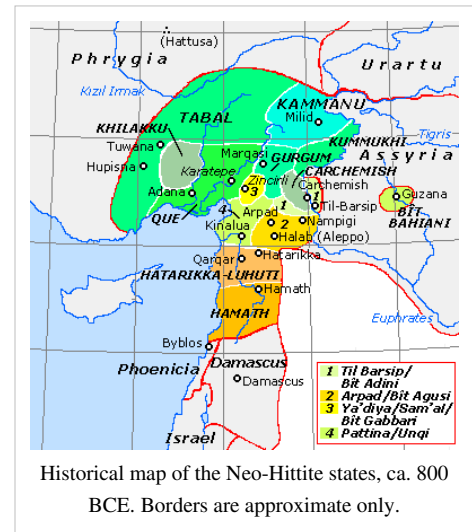 (Hattusa)
Phrygia
Urartu
Kızıl Irmak
KAMMANU
TABAL
Milid
Tigris
KHILAKKU
KUMMUKHI
Tuwana
Margasi
Assyria
GURGUM
Hupisna
Karatepe
Zincirli
CARCHEMISH
Adana
3
Carchemish
Guzana
1
1
Til-Barsip
QUE
4
Arpad
2
Nampigi
BIT
BAHIANI
Kinalua
Halab (Aleppo)
Qarqar
Hatarikka
HATARIKKA-LUHUTI
Hamath
HAMATH
Euphrates
Byblos
Phoenicia
Damascus
Damascus
Israel
1 Til Barsip/
Bit Adini
2 Arpad/Bit Agusi
3 Ya'diya/Sam'al/
Bit Gabbari
4 Pattina/Unqi
Historical map of the Neo-Hittite states, ca. 800
BCE. Borders are approximate only.